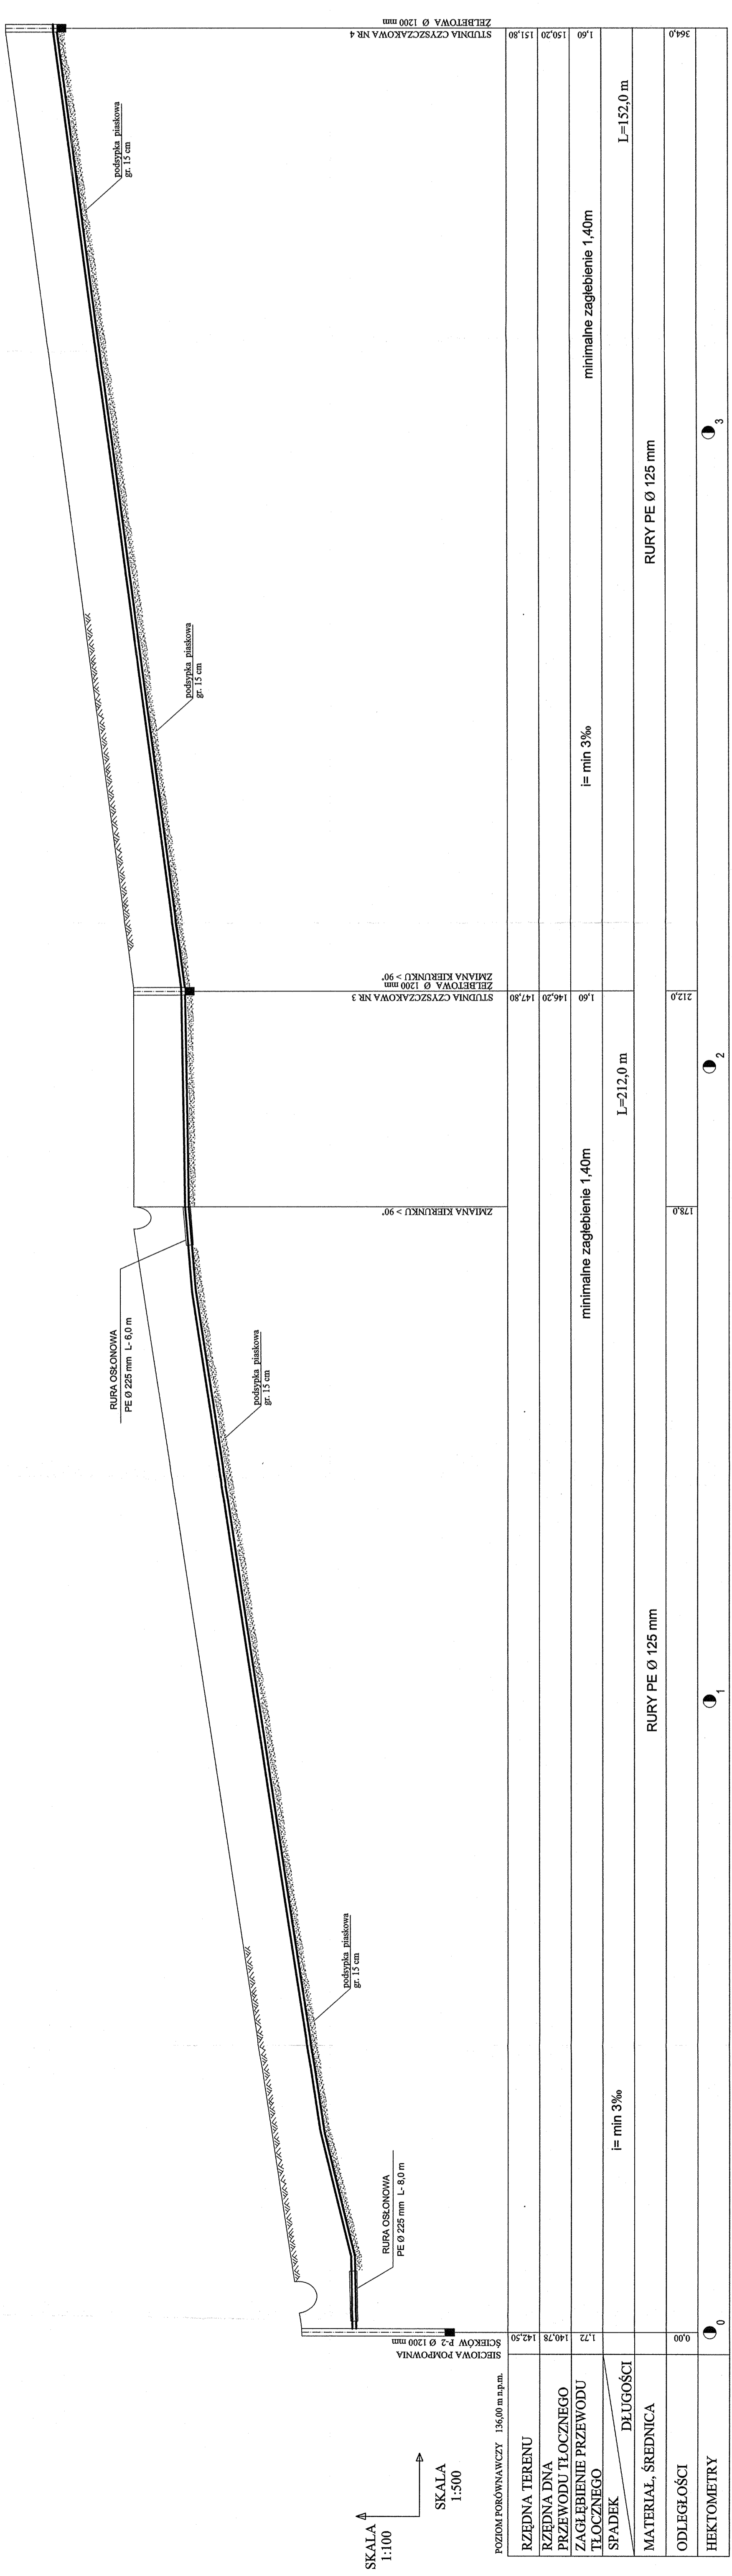 SKALA
1:100
SKALA
1:500
RURA OSŁONOWA
PE Ø 225 mm L- 8,0 m
podsypka piaskowa
gr. 15 cm
podsypka piaskowa
gr. 15 cm
RURA OSŁONOWA
PE Ø 225 mm L- 6,0 m
podsypka piaskowa
gr. 15 cm
podsypka piaskowa
gr. 15 cm
SIECIOWA POMPOWNIA
ŚCIEKÓW P-2 Ø 1200 mm
ZMIANA KIERUNKU > 90°
STUDNIA CZYSZCZAKOWA NR 3
ŻELBETOWA Ø 1200 mm
ZMIANA KIERUNKU > 90°
STUDNIA CZYSZCZAKOWA NR 4
ŻELBETOWA Ø 1200 mm
POZIOM PORÓWNAWCZY 136,00 m n.p.m.
RZĘDNA TERENU
142,50
147,80
151,80
RZĘDNA DNA
PRZEWODU TŁOCZNEGO
140,78
146,20
150,20
ZAGŁĘBIENIE PRZEWODU
TŁOCZNEGO
1,72
minimalne zagłebienie 1,40m
1,60
i= min 3‰
minimalne zagłebienie 1,40m
1,60
SPADEK
DŁUGOŚCI
i= min 3‰
L=212,0 m
L=152,0 m
MATERIAŁ, ŚREDNICA
RURY PE Ø 125 mm
RURY PE Ø 125 mm
ODLEGŁOŚCI
0,00
178,0
212,0
364,0
HEKTOMETRY
0
1
2
3